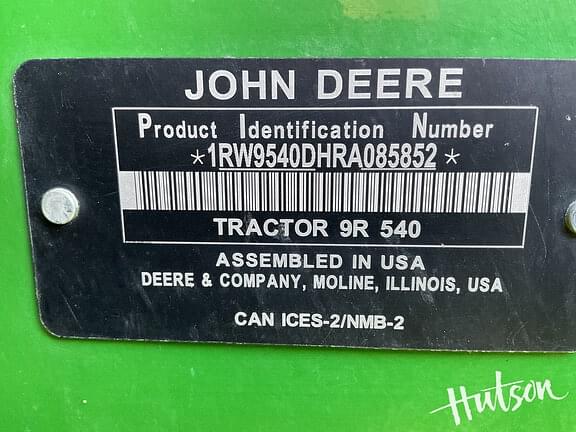 JOHN DEERE
Product Identification Number
*1RW9540DHRA085852*
TRACTOR 9R 540
ASSEMBLED IN USA
DEERE & COMPANY, MOLINE, ILLINOIS, USA
CAN ICES-2/NMB-2
Hutson